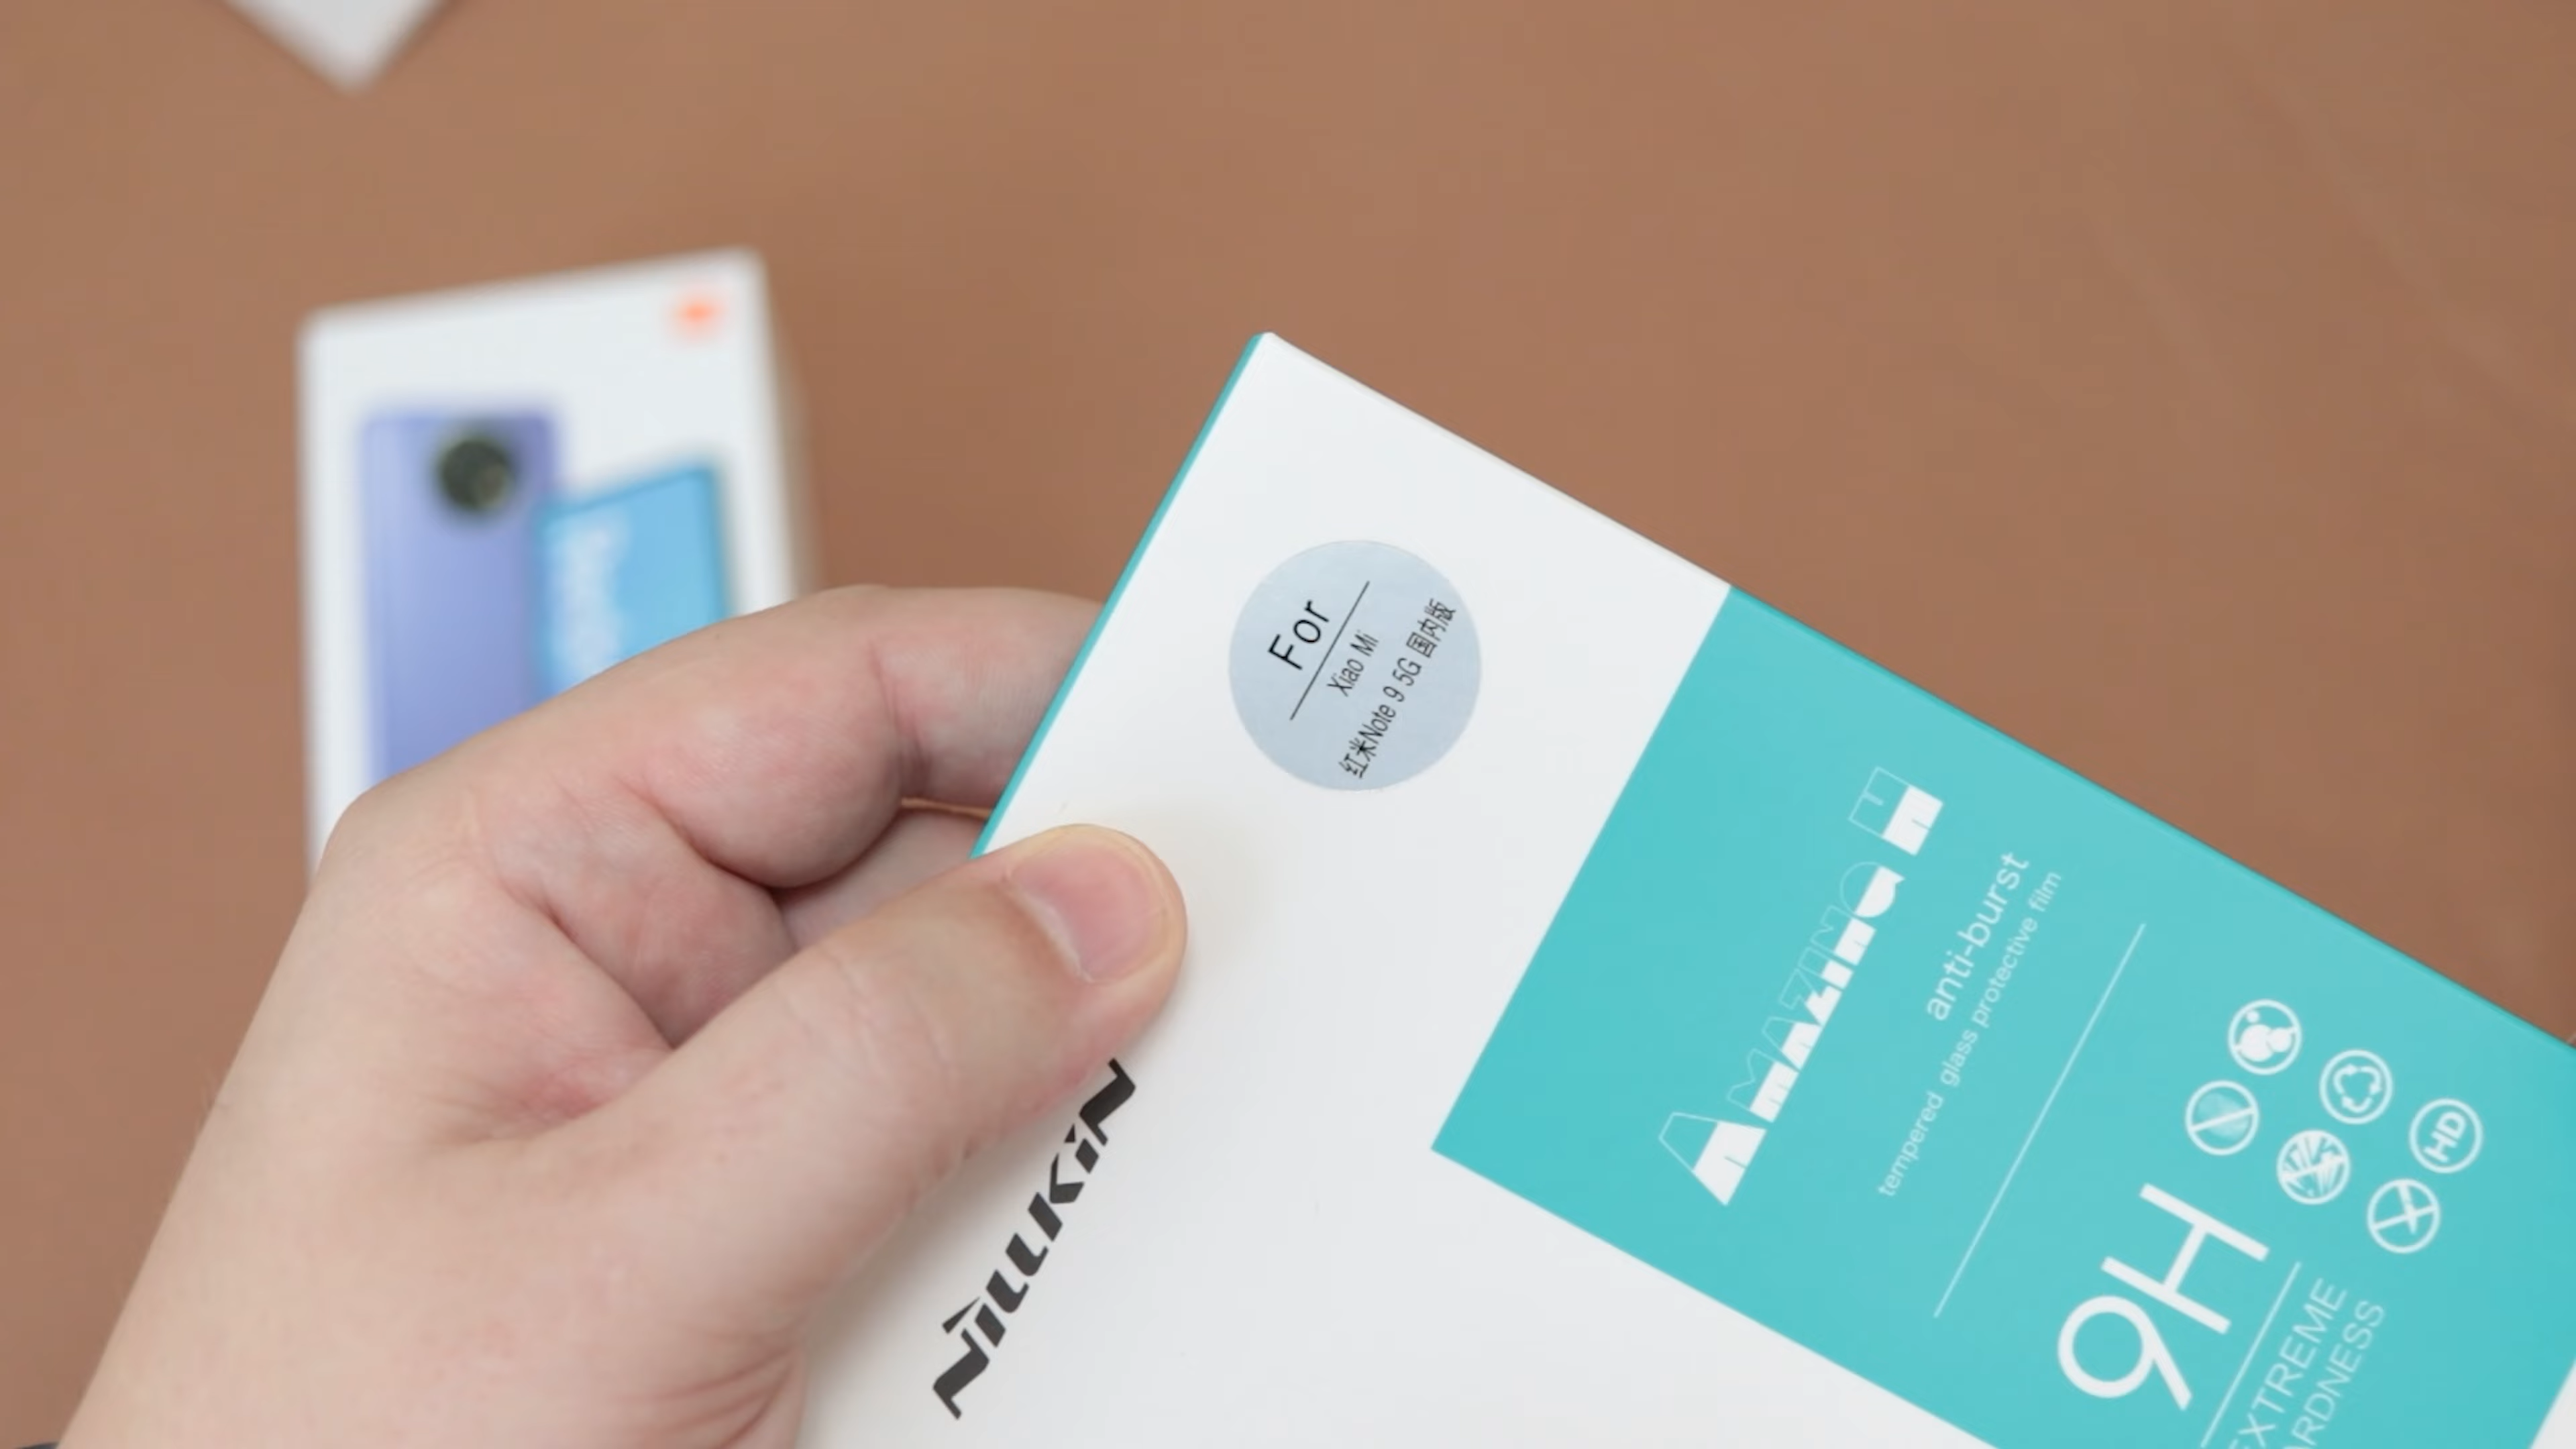 For
Xiao Mi
红米Note 9 5G 国内版
NILLKIN
AMAZING H
anti-burst
tempered glass protective film
HD
9H
EXTREME